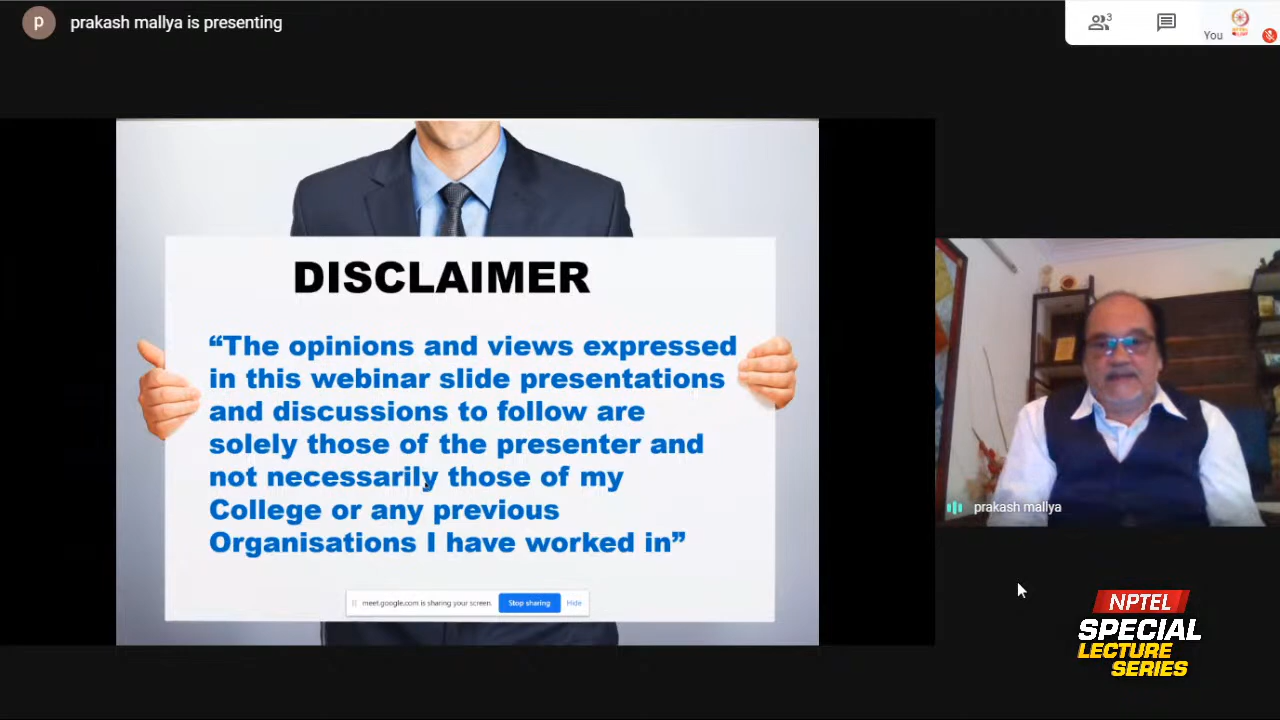 p
prakash mallya is presenting
3
You
DISCLAIMER
“The opinions and views expressed
in this webinar slide presentations
and discussions to follow are
solely those of the presenter and
not necessarily those of my
College or any previous
Organisations I have worked in”
meet.google.com is sharing your screen.
Stop sharing
Hide
prakash mallya
NPTEL
SPECIAL
LECTURE
SERIES